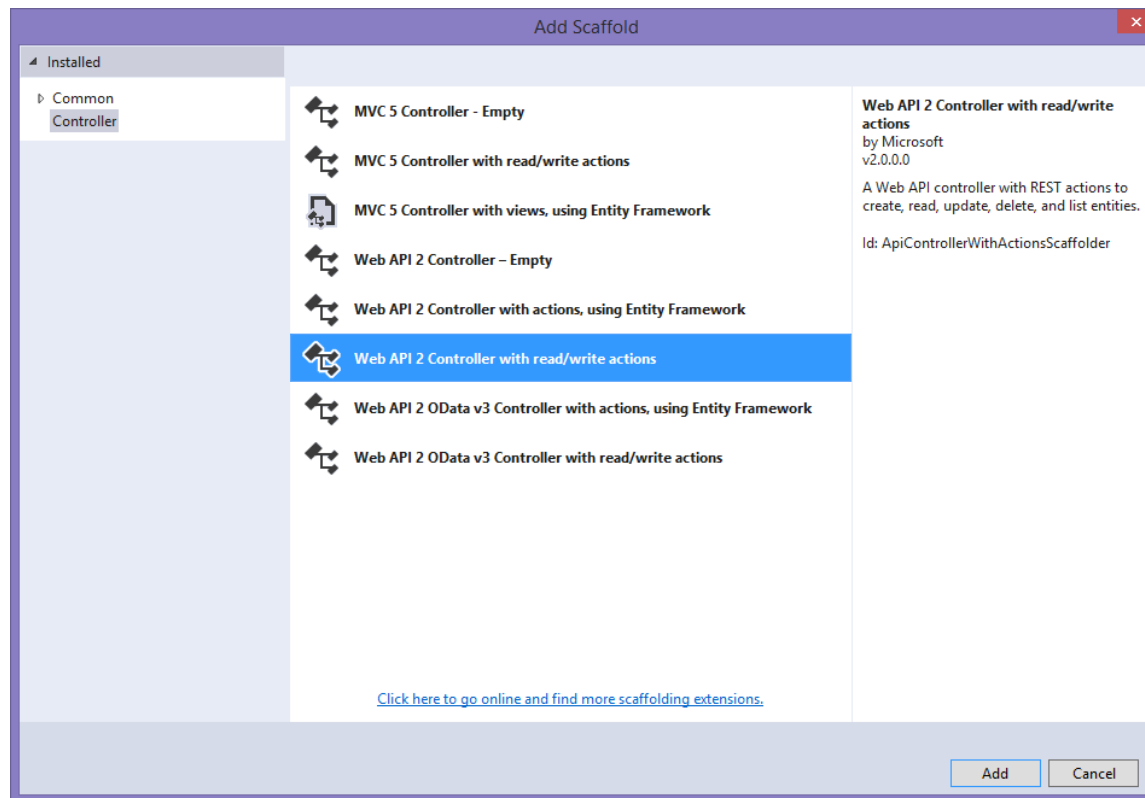 Add Scaffold
Installed
Common
Controller
MVC 5 Controller - Empty
MVC 5 Controller with read/write actions
MVC 5 Controller with views, using Entity Framework
Web API 2 Controller – Empty
Web API 2 Controller with actions, using Entity Framework
Web API 2 Controller with read/write actions
Web API 2 OData v3 Controller with actions, using Entity Framework
Web API 2 OData v3 Controller with read/write actions
Click here to go online and find more scaffolding extensions.
Web API 2 Controller with read/write
actions
by Microsoft
v2.0.0.0
A Web API controller with REST actions to
create, read, update, delete, and list entities.
Id: ApiControllerWithActionsScaffolder
Add
Cancel